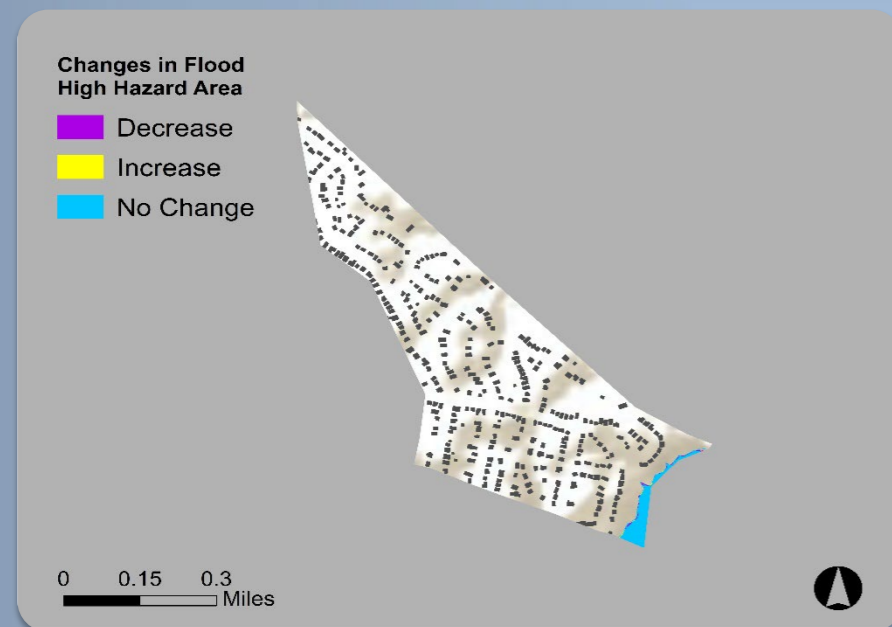 Changes in Flood
High Hazard Area
Decrease
Increase
No Change
0 0.15 0.3
Miles